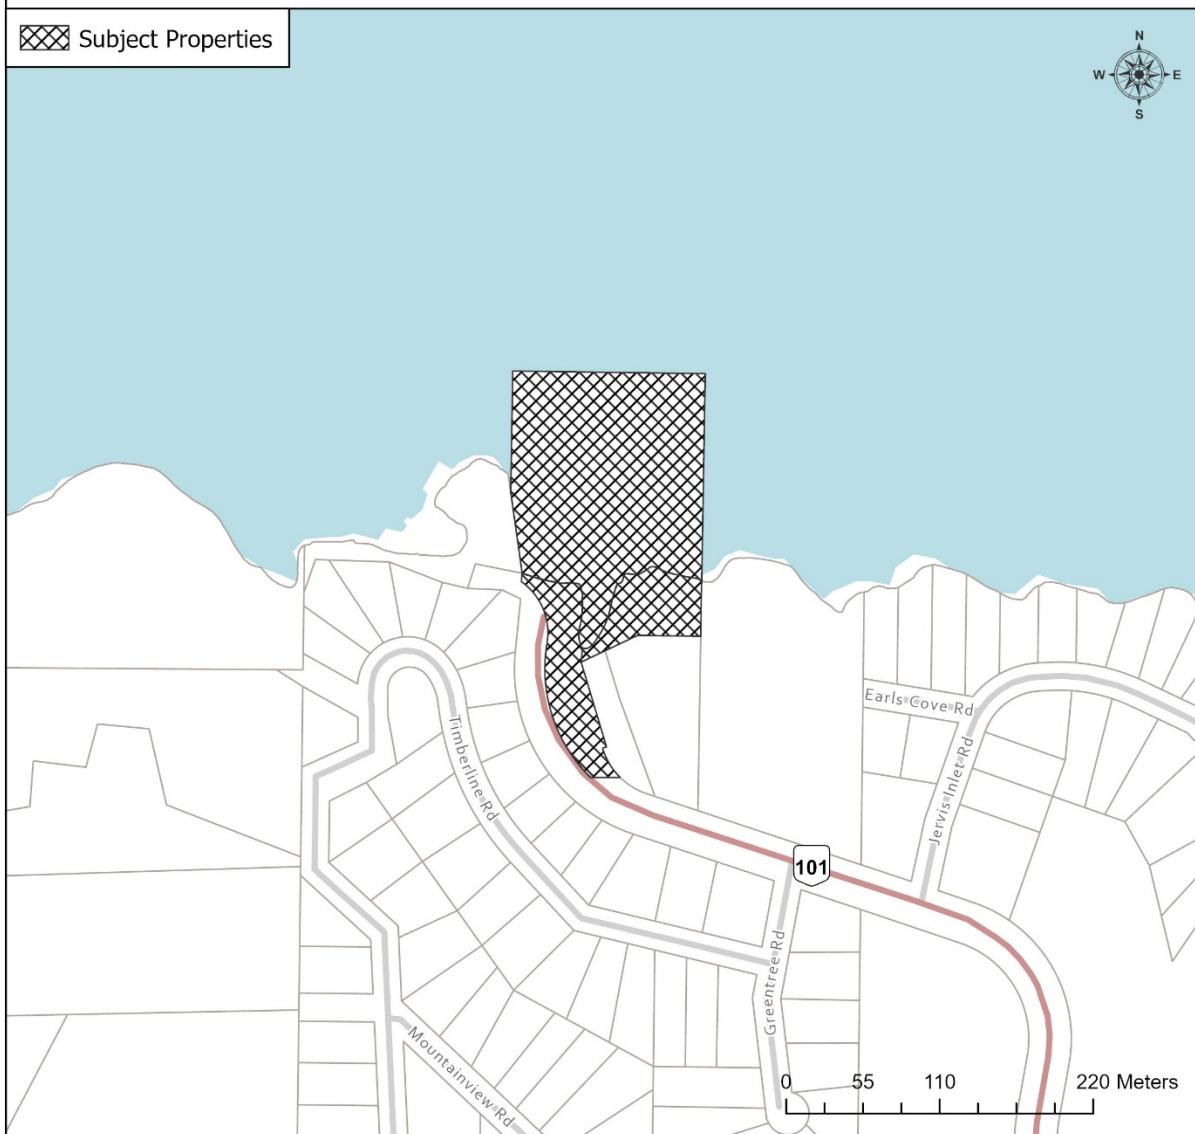 Subject Properties
N
W E
S
Earls Cove Rd
Timberline Rd
Jervis Inlet Rd
101
Greentree Rd
Mountainview Rd
0 55 110 220 Meters